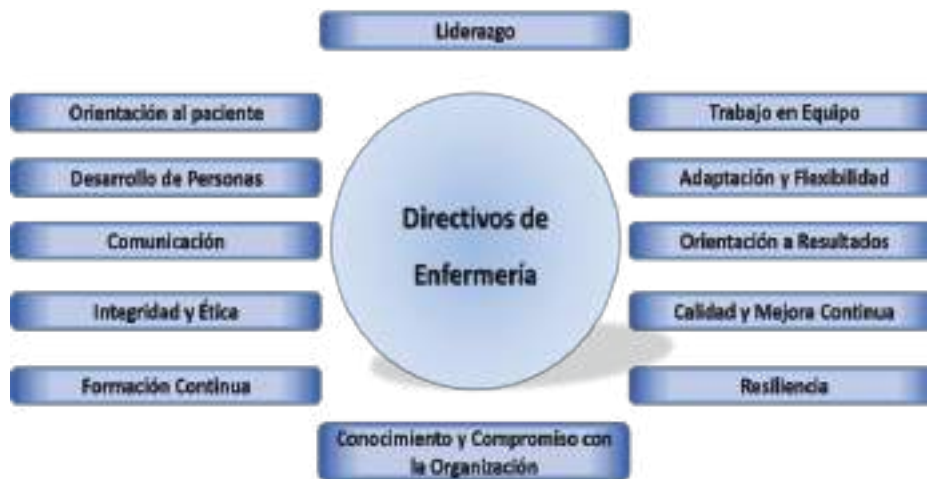 Liderazgo
Orientación al paciente
Desarrollo de Personas
Comunicación
Integridad y Ética
Formación Continua
Directivos de
Enfermería
Trabajo en Equipo
Adaptación y Flexibilidad
Orientación a Resultados
Calidad y Mejora Continua
Resiliencia
Conocimiento y Compromiso con
la Organización